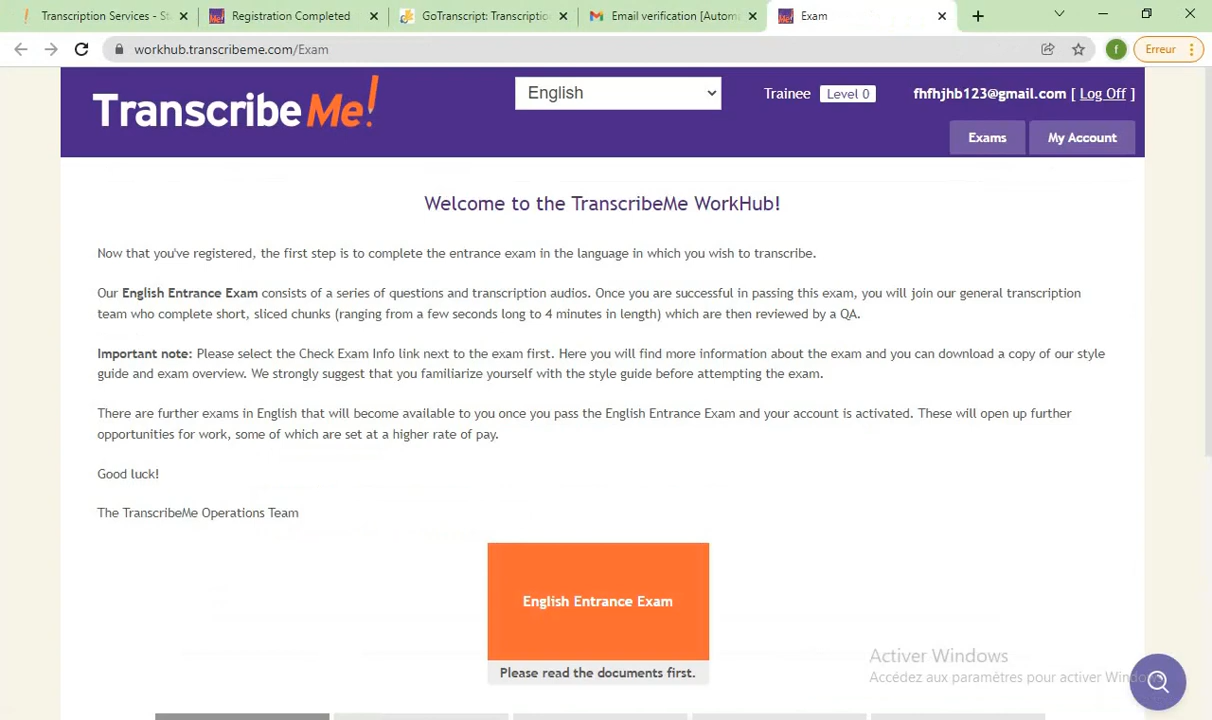 Transcription Services - St
Registration Completed
GoTranscript: Transcriptio
Email verification [Autom
Exam
workhub.transcribeme.com/Exam
f
Erreur
TranscribeMe!
English
Trainee Level 0
fhfhjhb123@gmail.com [ Log Off ]
Exams
My Account
Welcome to the TranscribeMe WorkHub!
Now that you've registered, the first step is to complete the entrance exam in the language in which you wish to transcribe.
Our English Entrance Exam consists of a series of questions and transcription audios. Once you are successful in passing this exam, you will join our general transcription
team who complete short, sliced chunks (ranging from a few seconds long to 4 minutes in length) which are then reviewed by a QA.
Important note: Please select the Check Exam Info link next to the exam first. Here you will find more information about the exam and you can download a copy of our style
guide and exam overview. We strongly suggest that you familiarize yourself with the style guide before attempting the exam.
There are further exams in English that will become available to you once you pass the English Entrance Exam and your account is activated. These will open up further
opportunities for work, some of which are set at a higher rate of pay.
Good luck!
The TranscribeMe Operations Team
English Entrance Exam
Please read the documents first.
Activer Windows
Accédez aux paramètres pour activer Windows